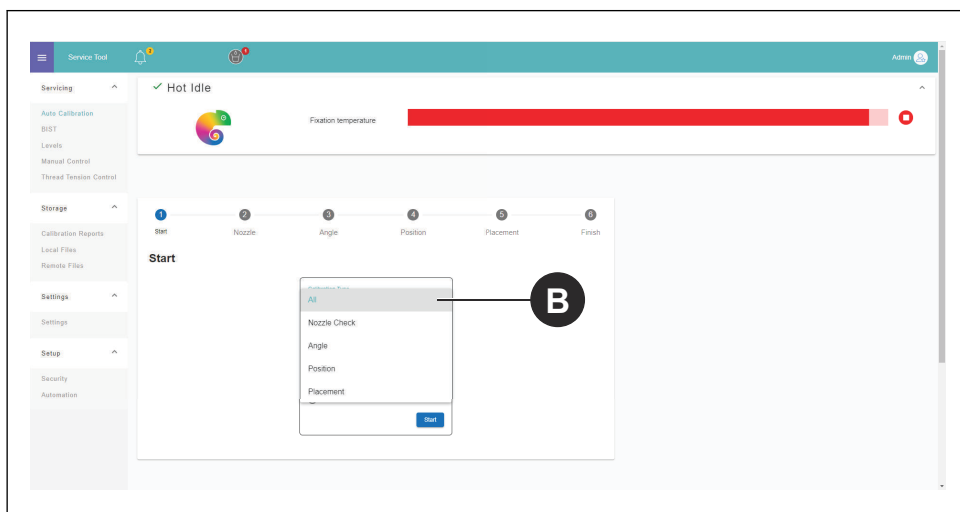 Service Tool
2
1
Admin
Servicing
Auto Calibration
BIST
Levels
Manual Control
Thread Tension Control
Storage
Calibration Reports
Local Files
Remote Files
Settings
Settings
Setup
Security
Automation
Hot Idle
Fixation temperature
1 2 3 4 5 6
Start Nozzle Angle Position Placement Finish
Start
All
Nozzle Check
Angle
Position
Placement
Start
B